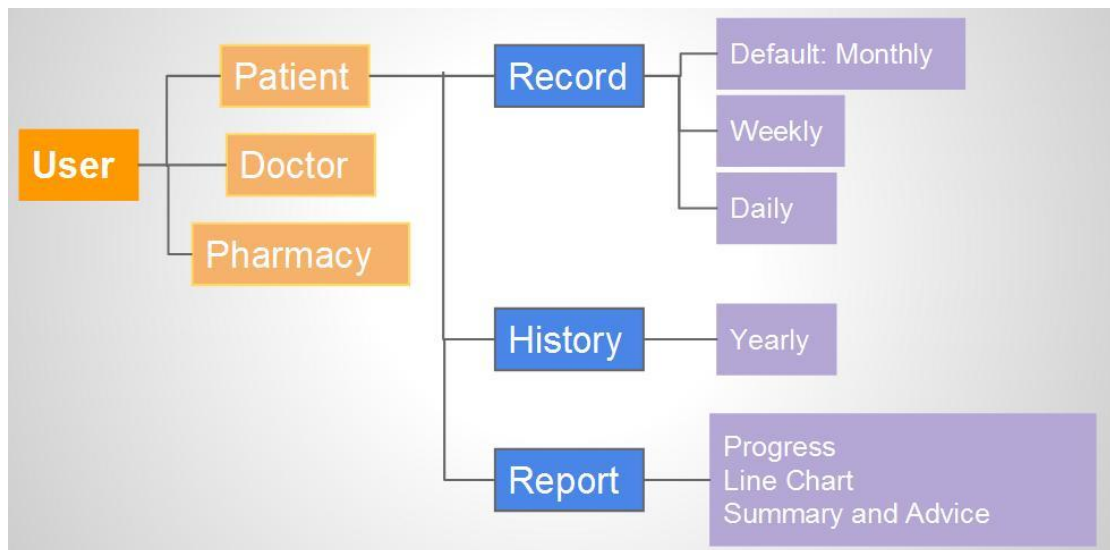 User
Patient
Doctor
Pharmacy
Record
Default: Monthly
Weekly
Daily
History
Yearly
Report
Progress
Line Chart
Summary and Advice